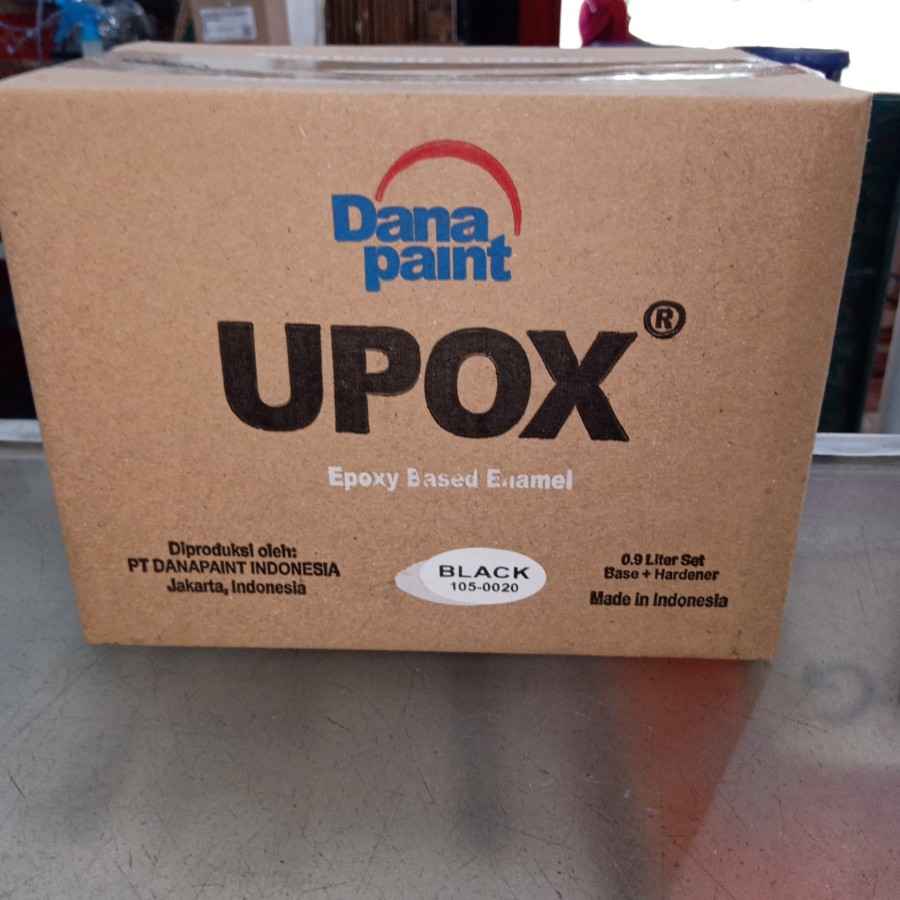 Dana
paint
UPOX®
Epoxy Based Enamel
Diproduksi oleh:
PT DANAPAINT INDONESIA
Jakarta, Indonesia
BLACK
105-0020
0.9 Liter Set
Base + Hardener
Made in Indonesia